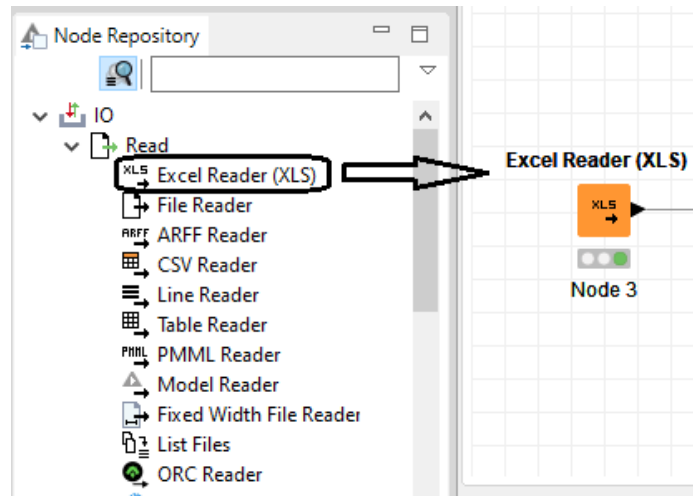 Node Repository
IO
Read
XLS Excel Reader (XLS)
File Reader
ARFF ARFF Reader
CSV Reader
Line Reader
Table Reader
PMML PMML Reader
Model Reader
Fixed Width File Reader
List Files
ORC Reader
Excel Reader (XLS)
XLS
Node 3